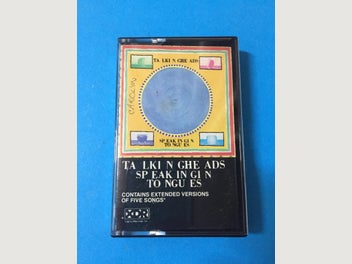 TA LKI N GHE ADS
CAROLYN
SP EAK IN GI N
TO NGU ES
TA LKI N GHE ADS
SP EAK IN GI N
TO NGU ES
CONTAINS EXTENDED VERSIONS
OF FIVE SONGS*